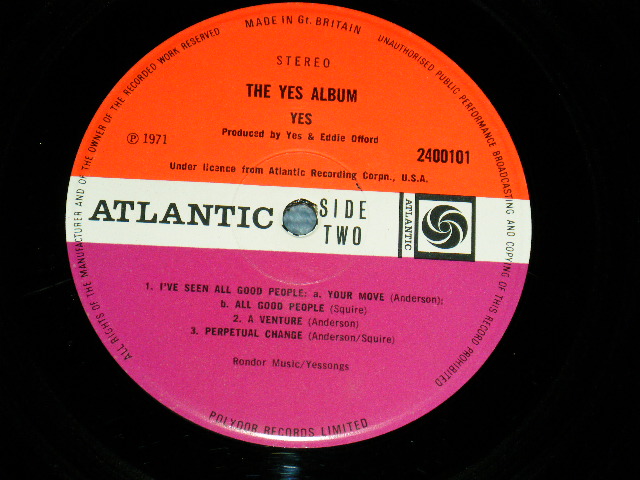 MADE IN Gt. BRITAIN
ALL RIGHTS OF THE MANUFACTURER AND OF THE OWNER OF THE RECORDED WORK RESERVED
UNAUTHORISED PUBLIC PERFORMANCE BROADCASTING AND COPYING OF THIS RECORD PROHIBITED
STEREO
THE YES ALBUM
YES
Produced by Yes & Eddie Offord
℗ 1971
2400101
Under licence from Atlantic Recording Corpn., U.S.A.
ATLANTIC
SIDE
TWO
ATLANTIC
1. I'VE SEEN ALL GOOD PEOPLE: a. YOUR MOVE (Anderson);
b. ALL GOOD PEOPLE (Squire)
2. A VENTURE (Anderson)
3. PERPETUAL CHANGE (Anderson/Squire)
Rondor Music/Yessongs
POLYDOR RECORDS LIMITED